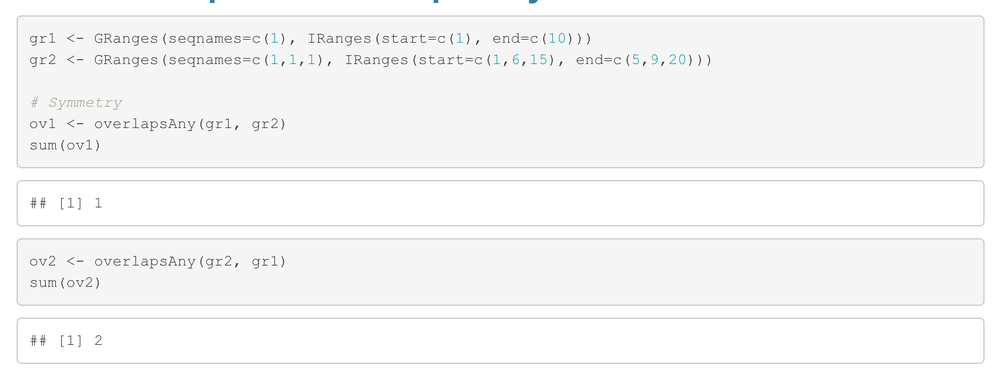 gr1 <- GRanges(seqnames=c(1), IRanges(start=c(1), end=c(10)))
gr2 <- GRanges(seqnames=c(1,1,1), IRanges(start=c(1,6,15), end=c(5,9,20)))
# Symmetry
ov1 <- overlapsAny(gr1, gr2)
sum(ov1)
## [1] 1
ov2 <- overlapsAny(gr2, gr1)
sum(ov2)
## [1] 2